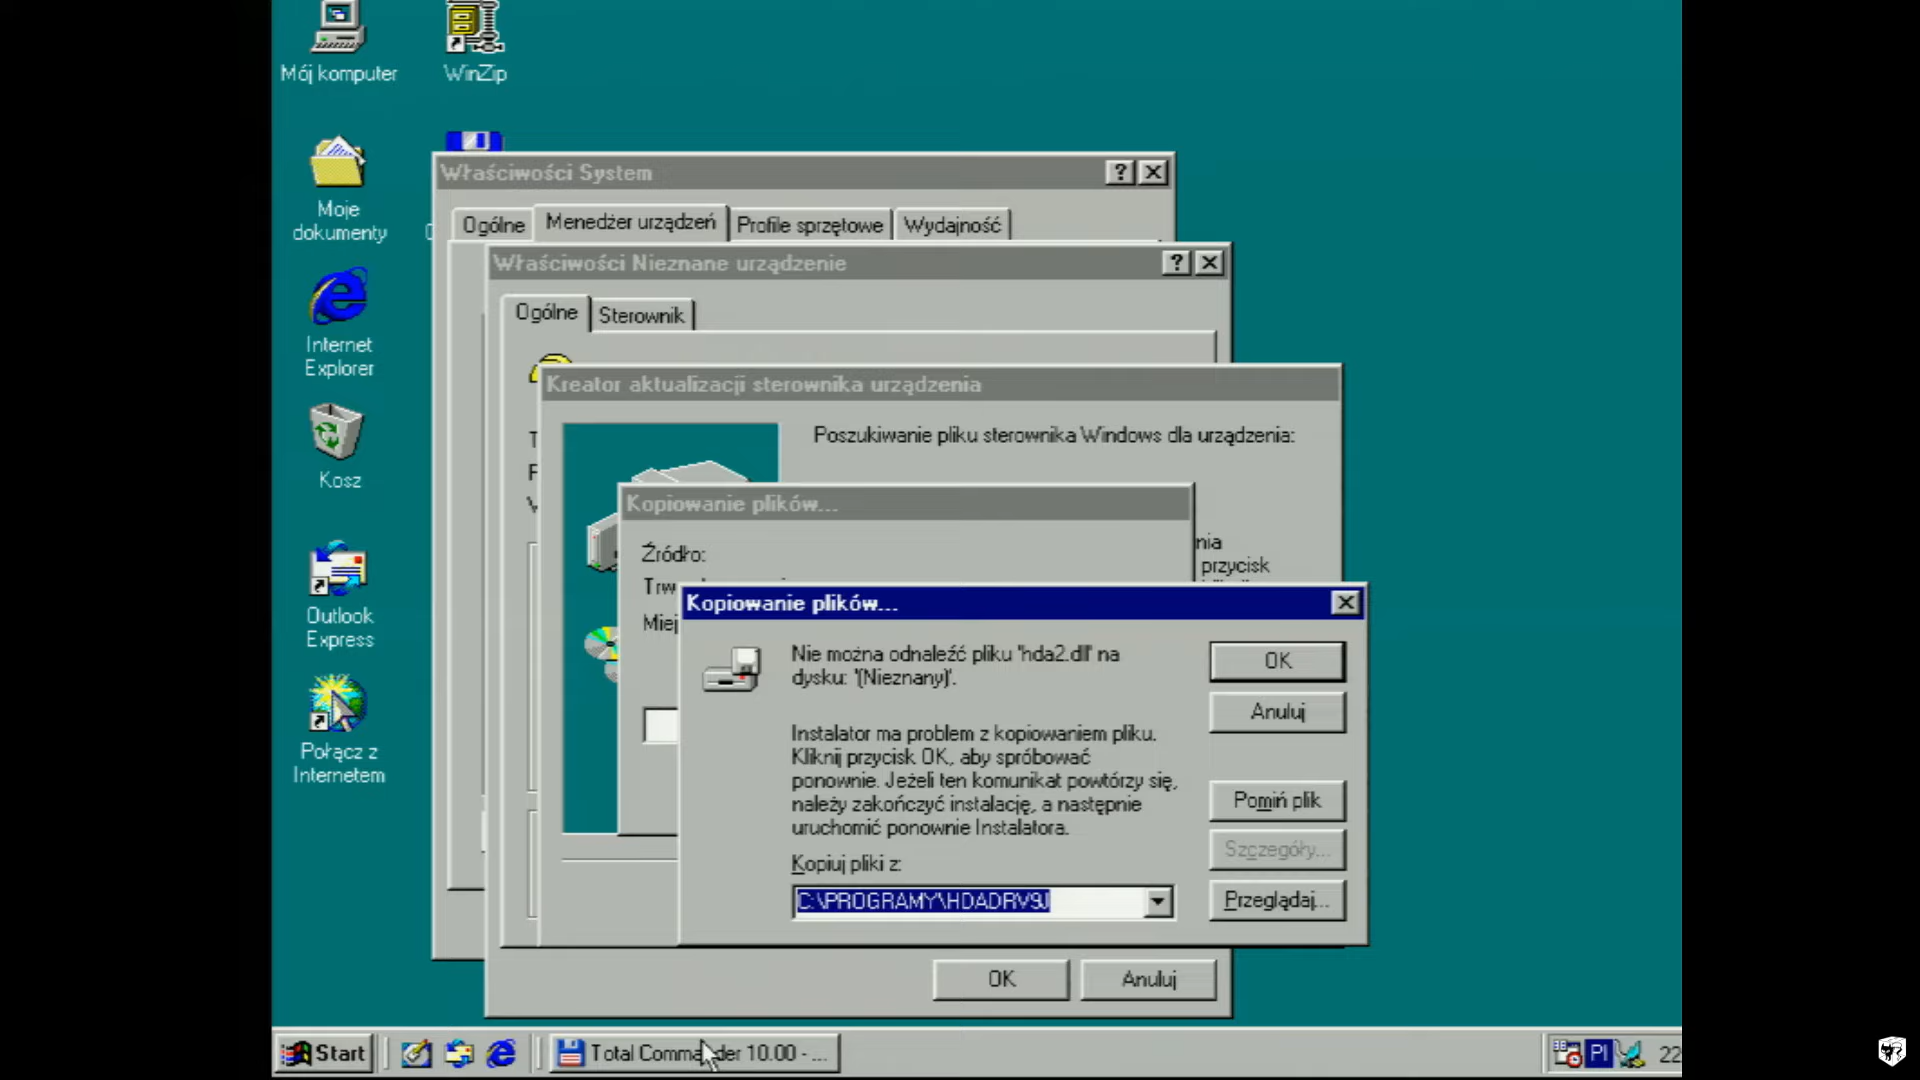 Mój komputer
WinZip
Moje
dokumenty
Internet
Explorer
Kosz
Outlook
Express
Połącz z
Internetem
Właściwości System
Ogólne
Menedżer urządzeń
Profile sprzętowe
Wydajność
Właściwości Nieznane urządzenie
Ogólne
Sterownik
Kreator aktualizacji sterownika urządzenia
Poszukiwanie pliku sterownika Windows dla urządzenia:
nia
przycisk
Kopiowanie plików...
Źródło:
Trw
Miej
Kopiowanie plików...
Nie można odnaleźć pliku 'hda2.dll' na
dysku: '(Nieznany)'.
Instalator ma problem z kopiowaniem pliku.
Kliknij przycisk OK, aby spróbować
ponownie. Jeżeli ten komunikat powtórzy się,
należy zakończyć instalację, a następnie
uruchomić ponownie Instalatora.
Kopiuj pliki z:
C:\PROGRAMY\HDADRV9J
OK
Anuluj
Pomiń plik
Szczegóły...
Przeglądaj...
OK
Anuluj
Start
Total Commander 10.00 - ...
Pl
22